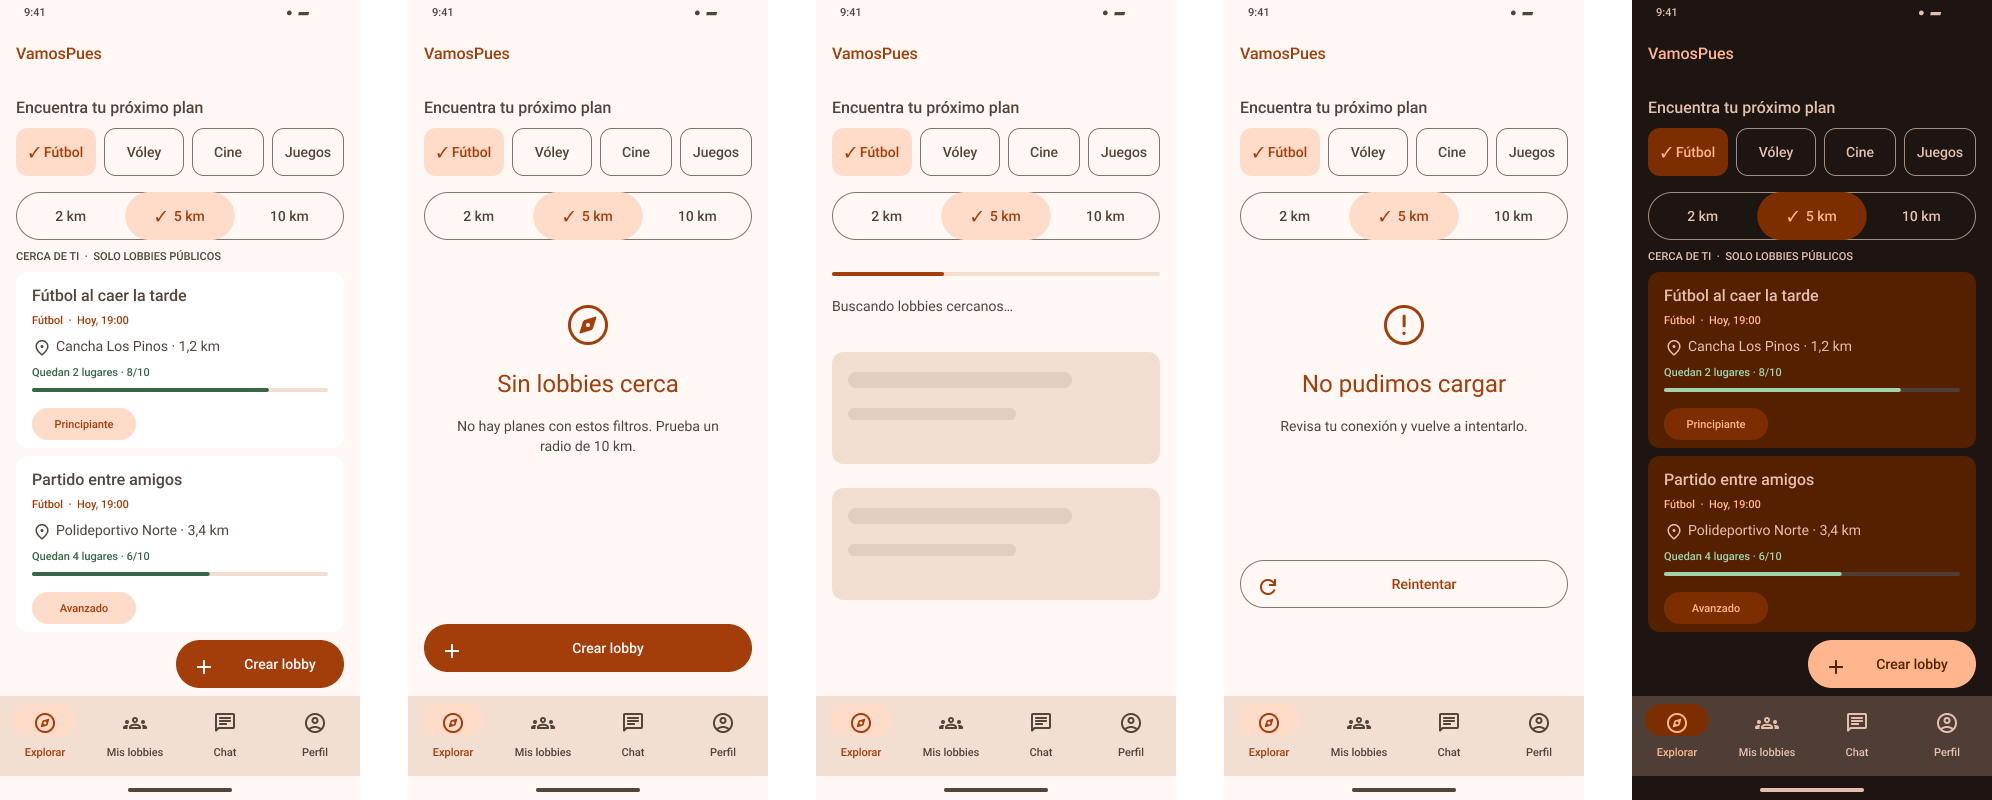 9:41
VamosPues
Encuentra tu próximo plan
✓ Fútbol
Vóley
Cine
Juegos
2 km
✓ 5 km
10 km
CERCA DE TI · SOLO LOBBIES PÚBLICOS
Fútbol al caer la tarde
Fútbol · Hoy, 19:00
Cancha Los Pinos · 1,2 km
Quedan 2 lugares · 8/10
Principiante
Partido entre amigos
Fútbol · Hoy, 19:00
Polideportivo Norte · 3,4 km
Quedan 4 lugares · 6/10
Avanzado
Crear lobby
Explorar
Mis lobbies
Chat
Perfil
9:41
VamosPues
Encuentra tu próximo plan
✓ Fútbol
Vóley
Cine
Juegos
2 km
✓ 5 km
10 km
Sin lobbies cerca
No hay planes con estos filtros. Prueba un
radio de 10 km.
Crear lobby
Explorar
Mis lobbies
Chat
Perfil
9:41
VamosPues
Encuentra tu próximo plan
✓ Fútbol
Vóley
Cine
Juegos
2 km
✓ 5 km
10 km
Buscando lobbies cercanos…
Explorar
Mis lobbies
Chat
Perfil
9:41
VamosPues
Encuentra tu próximo plan
✓ Fútbol
Vóley
Cine
Juegos
2 km
✓ 5 km
10 km
No pudimos cargar
Revisa tu conexión y vuelve a intentarlo.
Reintentar
Explorar
Mis lobbies
Chat
Perfil
9:41
VamosPues
Encuentra tu próximo plan
✓ Fútbol
Vóley
Cine
Juegos
2 km
✓ 5 km
10 km
CERCA DE TI · SOLO LOBBIES PÚBLICOS
Fútbol al caer la tarde
Fútbol · Hoy, 19:00
Cancha Los Pinos · 1,2 km
Quedan 2 lugares · 8/10
Principiante
Partido entre amigos
Fútbol · Hoy, 19:00
Polideportivo Norte · 3,4 km
Quedan 4 lugares · 6/10
Avanzado
Crear lobby
Explorar
Mis lobbies
Chat
Perfil